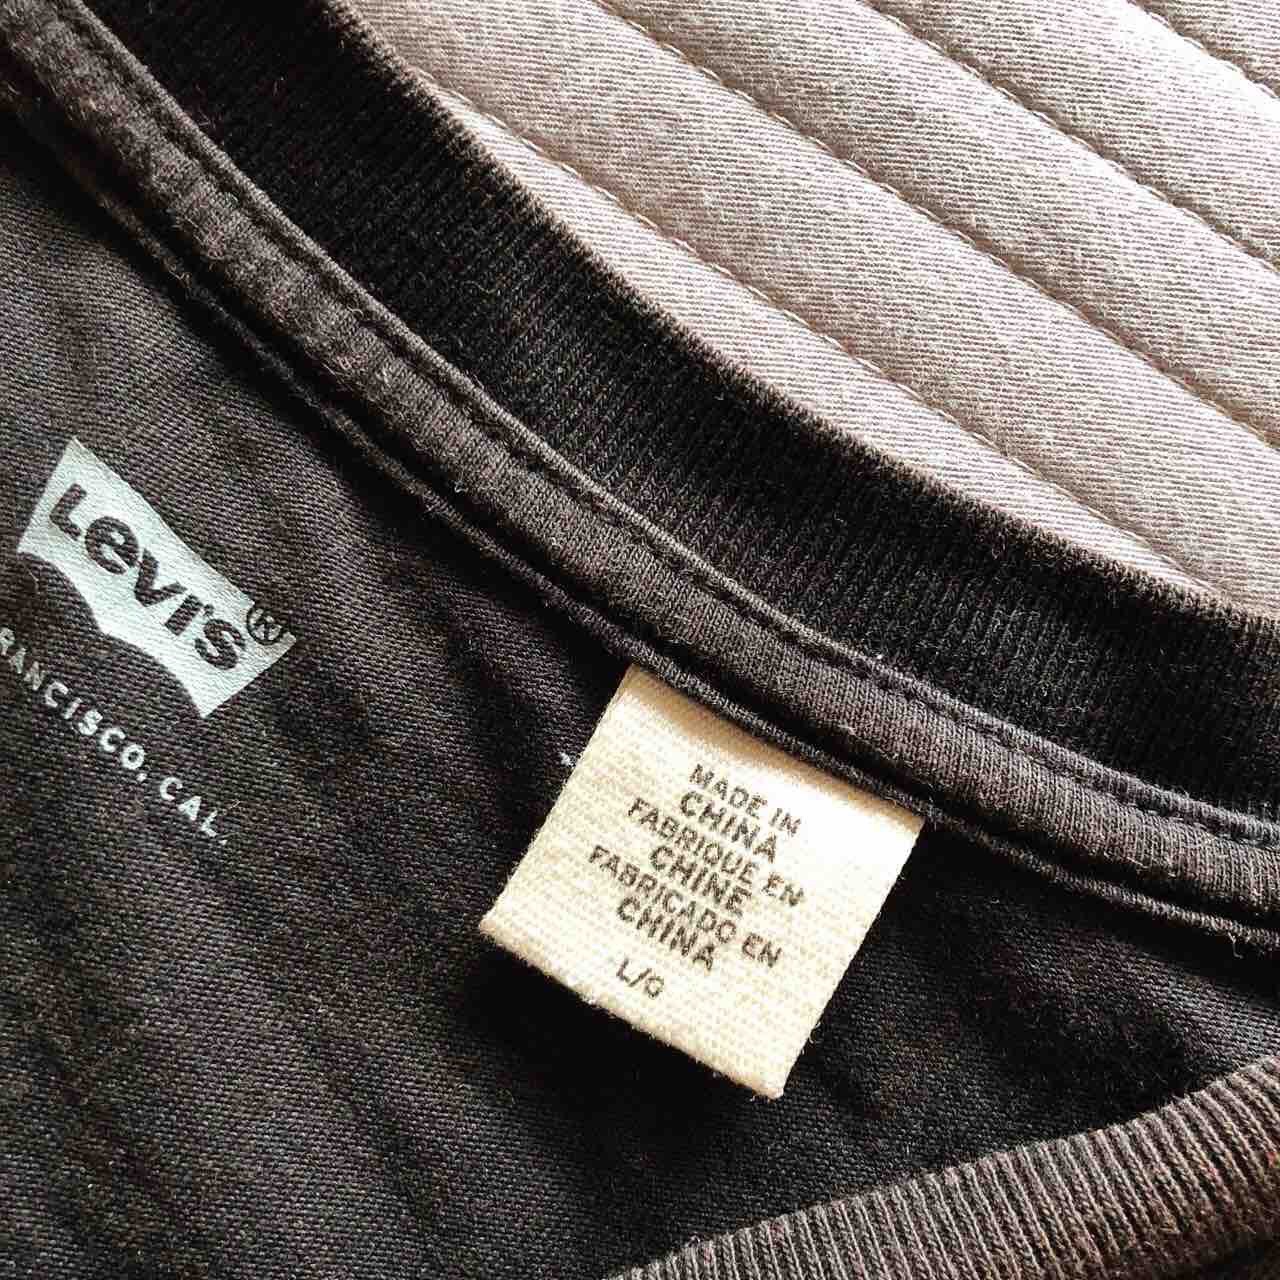 Levi's®
RANCISCO, CAL.
MADE IN
CHINA
FABRIQUE EN
CHINE
FABRICADO EN
CHINA
L/G